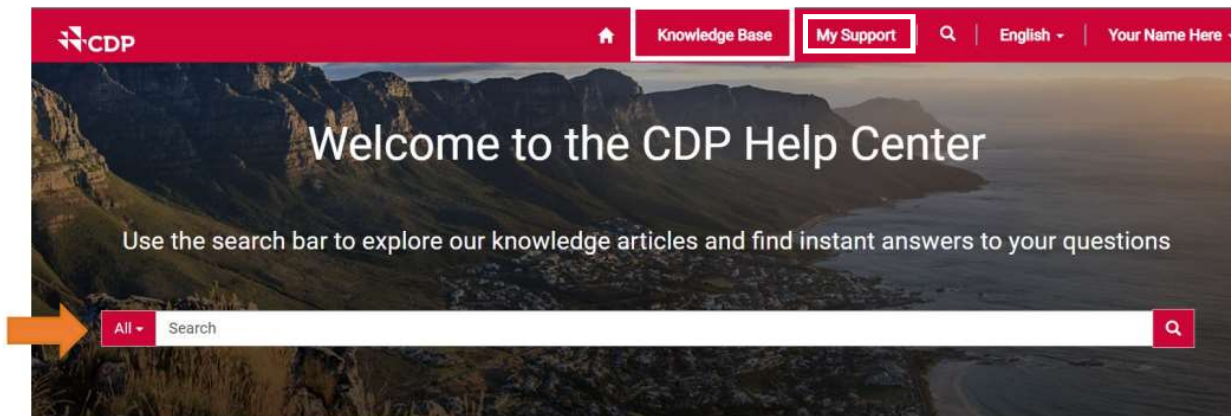 CDP Knowledge Base My Support English Your Name Here
Welcome to the CDP Help Center
Use the search bar to explore our knowledge articles and find instant answers to your questions
All Search